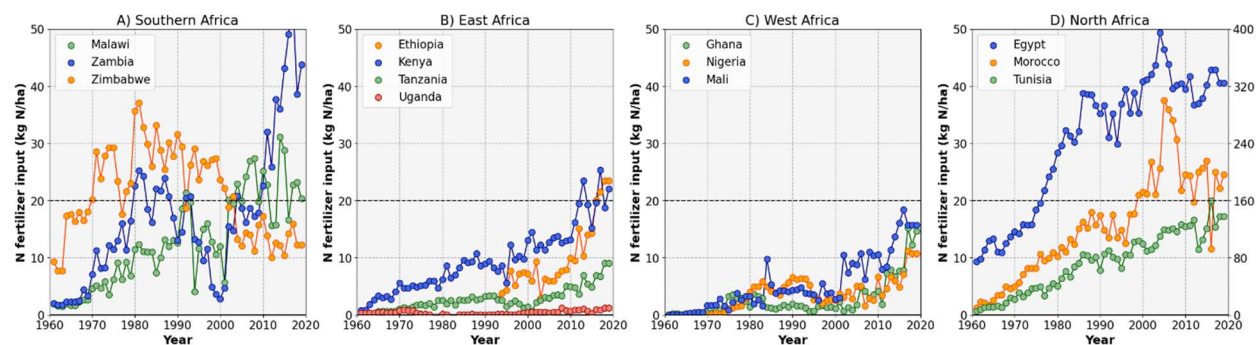 A) Southern Africa
N fertilizer input (kg N/ha)
50
40
30
20
10
0
Malawi
Zambia
Zimbabwe
1960 1970 1980 1990 2000 2010 2020
Year
B) East Africa
N fertilizer input (kg N/ha)
50
40
30
20
10
0
Ethiopia
Kenya
Tanzania
Uganda
1960 1970 1980 1990 2000 2010 2020
Year
C) West Africa
N fertilizer input (kg N/ha)
50
40
30
20
10
0
Ghana
Nigeria
Mali
1960 1970 1980 1990 2000 2010 2020
Year
D) North Africa
N fertilizer input (kg N/ha)
50
40
30
20
10
0
Egypt
Morocco
Tunisia
400
320
240
160
80
0
1960 1970 1980 1990 2000 2010 2020
Year